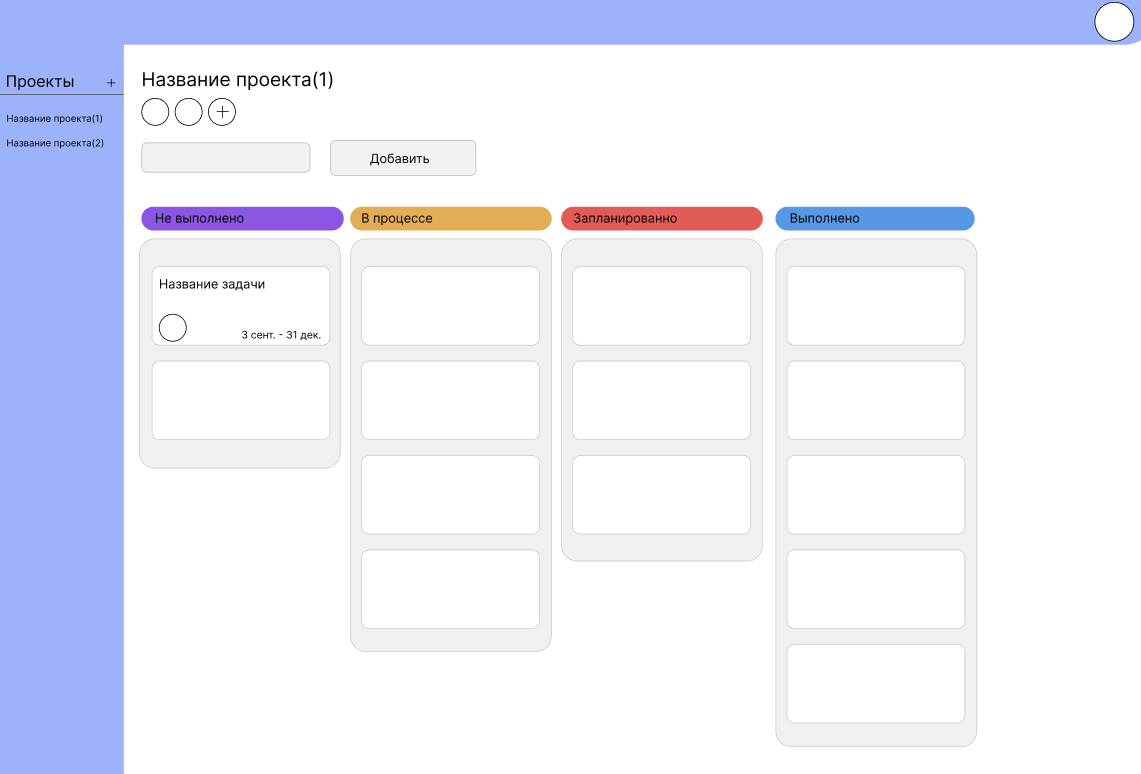 Проекты +
Название проекта(1)
Название проекта(2)
Название проекта(1)
Добавить
Не выполнено
В процессе
Запланированно
Выполнено
Название задачи
3 сент. - 31 дек.